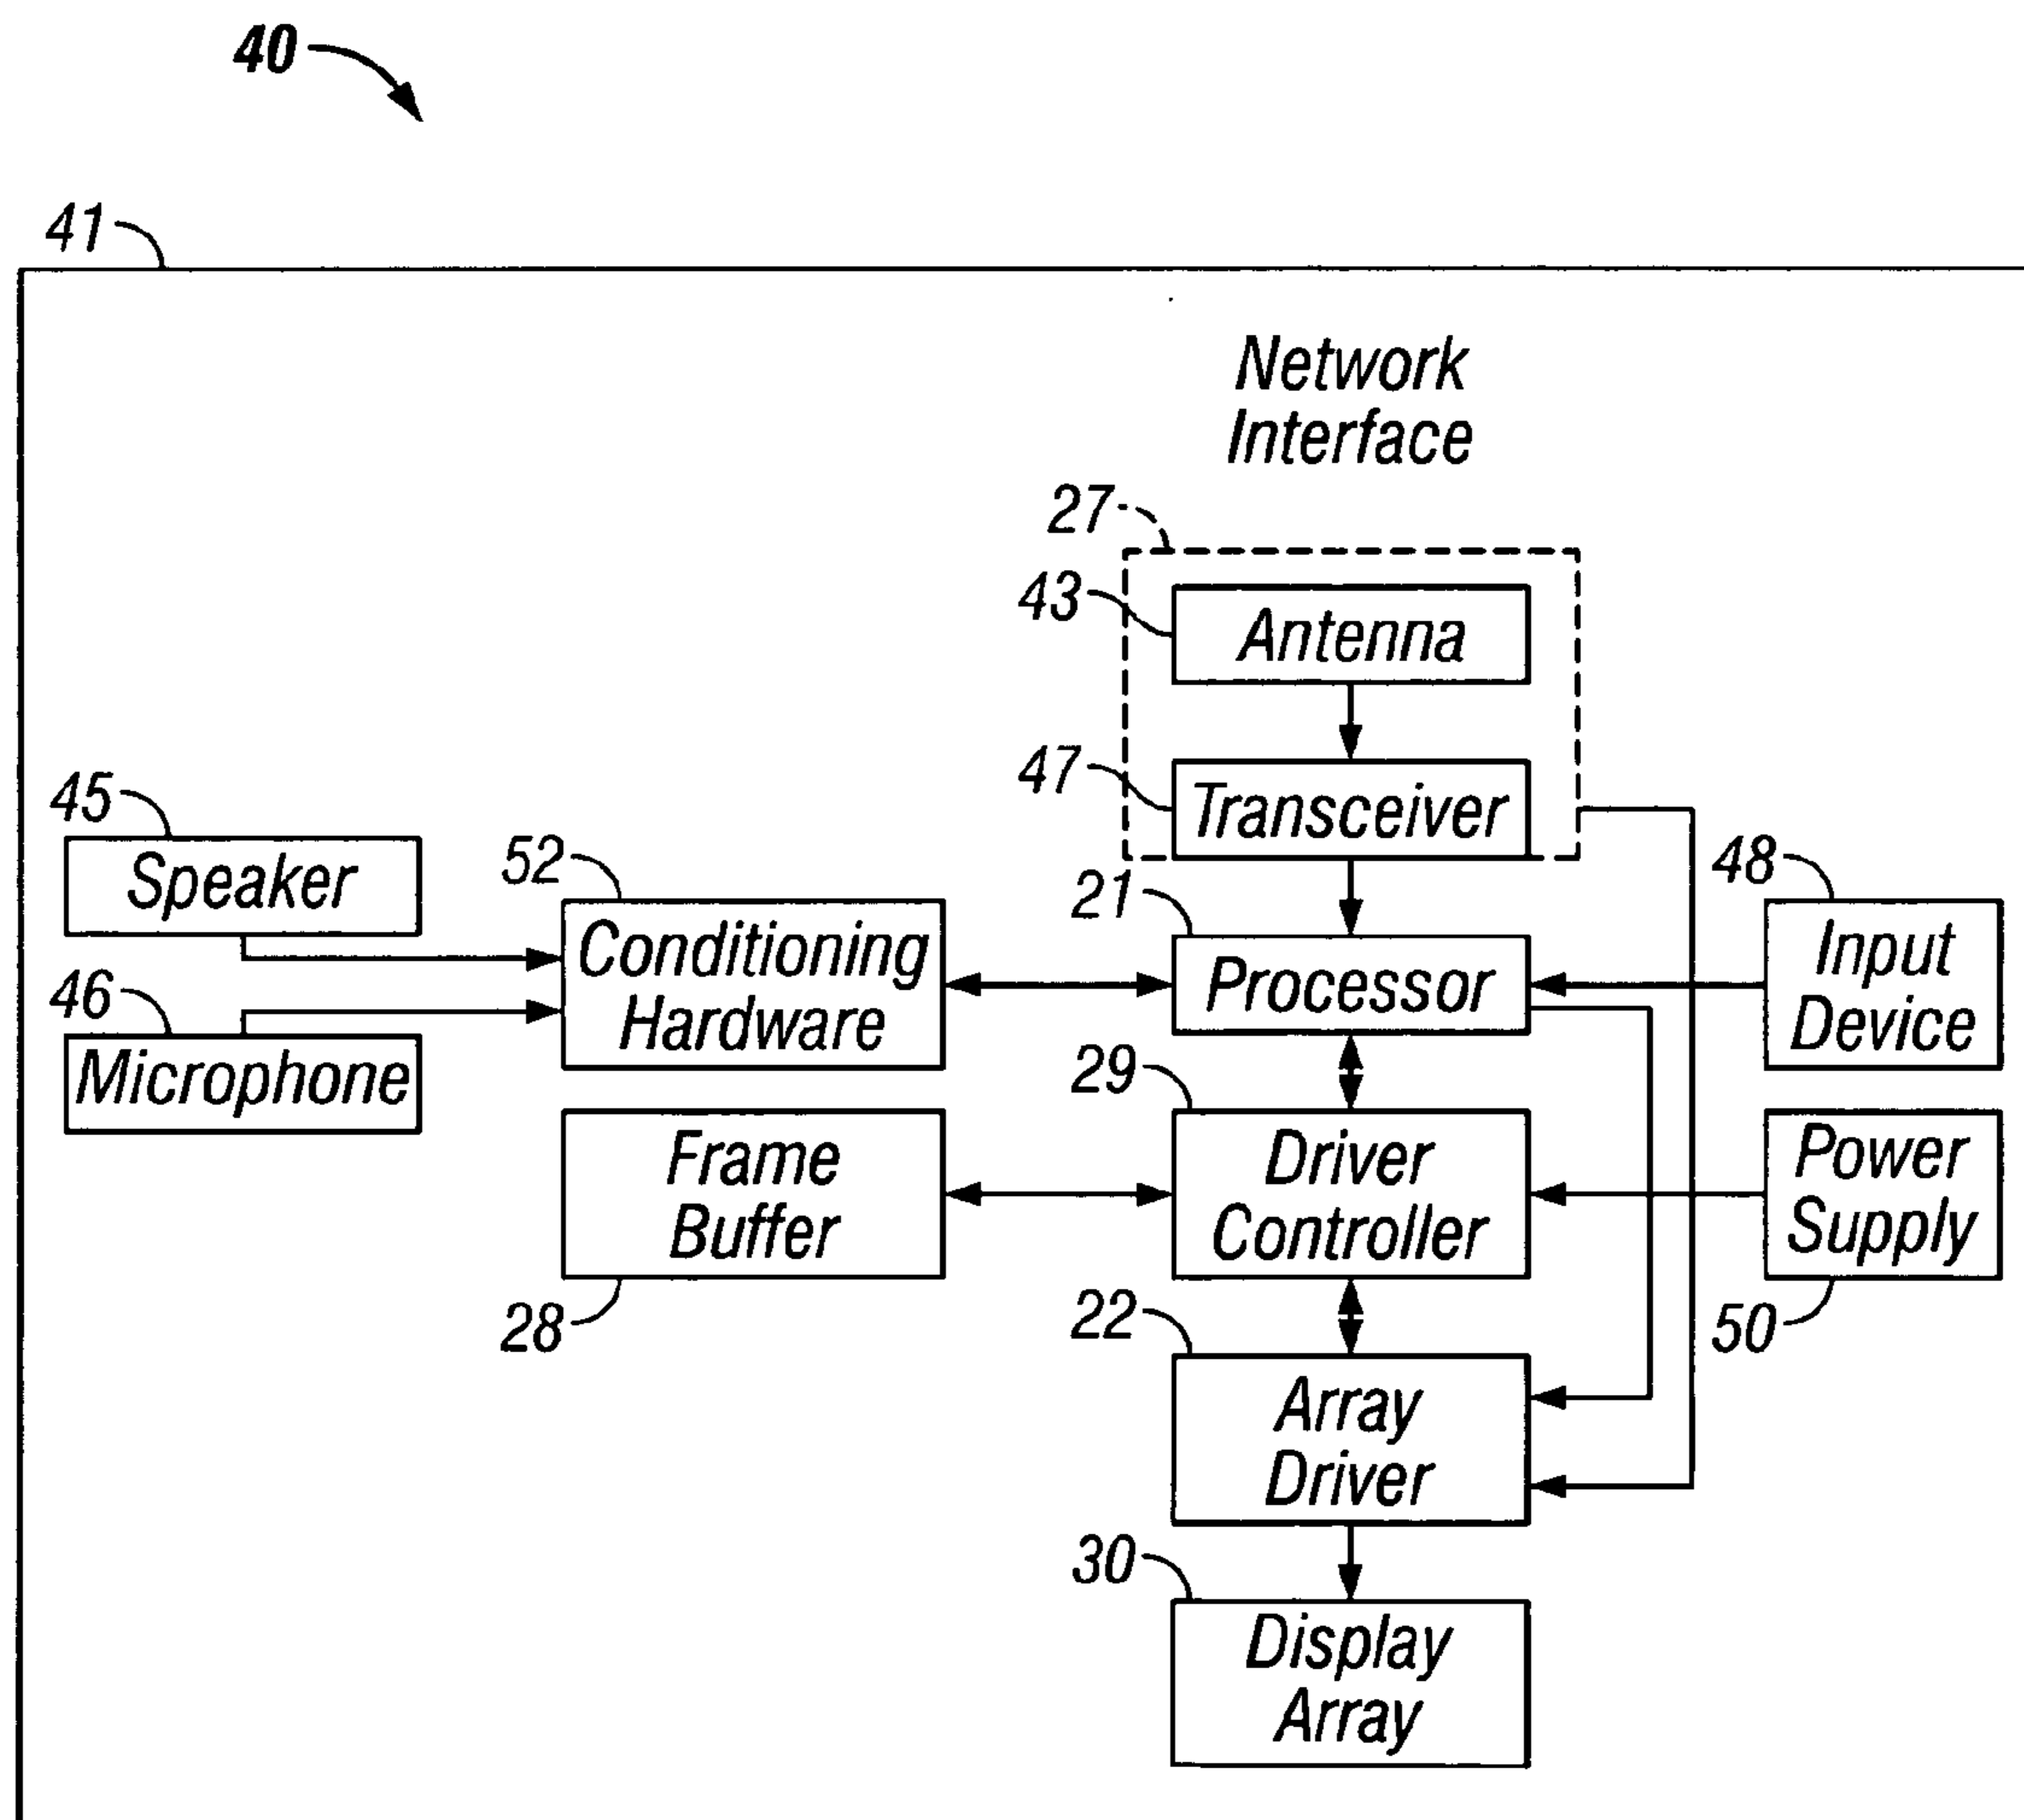 40
41
Network
Interface
27
43
Antenna
47
Transceiver
45
Speaker
52
Conditioning
Hardware
21
Processor
48
Input
Device
46
Microphone
29
Driver
Controller
Frame
Buffer
28
Power
Supply
50
22
Array
Driver
30
Display
Array